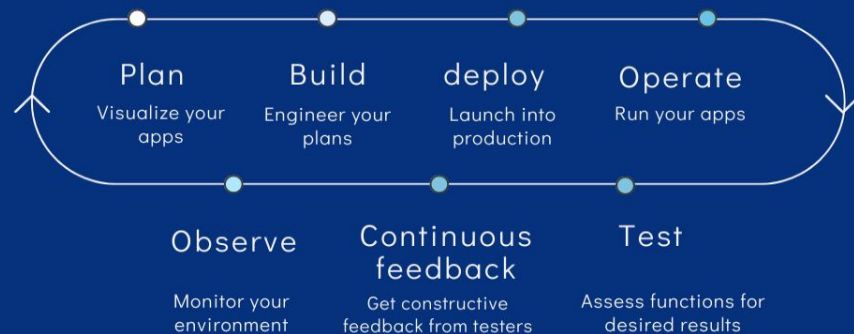 Plan
Visualize your
apps
Build
Engineer your
plans
deploy
Launch into
production
Operate
Run your apps
Observe
Monitor your
environment
Continuous
feedback
Get constructive
feedback from testers
Test
Assess functions for
desired results